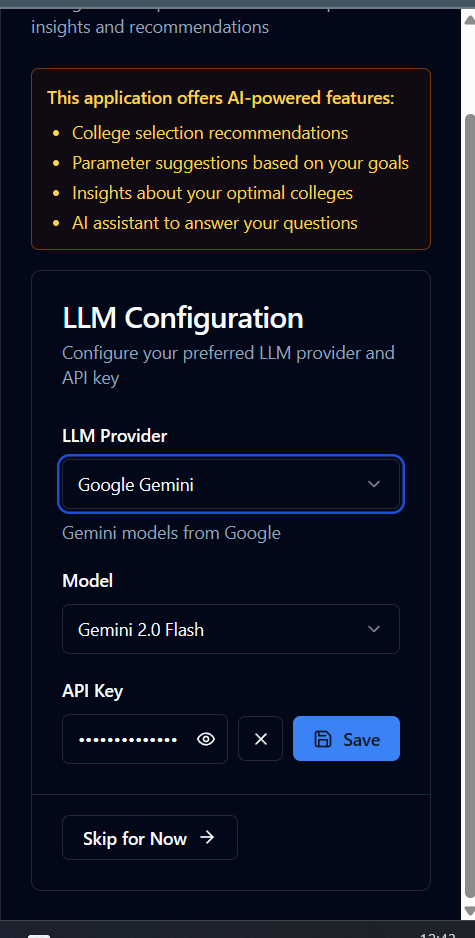 insights and recommendations
This application offers AI-powered features:
• College selection recommendations
• Parameter suggestions based on your goals
• Insights about your optimal colleges
• AI assistant to answer your questions
LLM Configuration
Configure your preferred LLM provider and
API key
LLM Provider
Google Gemini
Gemini models from Google
Model
Gemini 2.0 Flash
API Key
••••••••••••••
Save
Skip for Now →